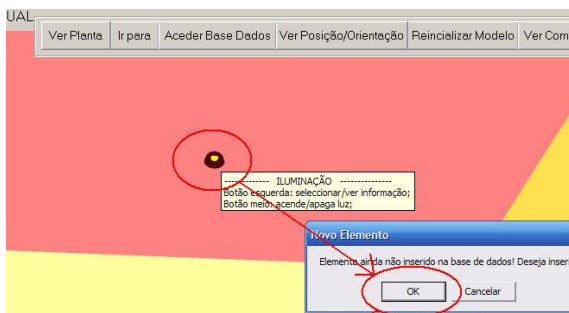 UAL
Ver Planta Ir para Aceder Base Dados Ver Posição/Orientação Reincializar Modelo Ver Com
------------ ILUMINAÇÃO ---------------
Botão esquerda: seleccionar/ver informação;
Botão meio: acende/apaga luz;
Novo Elemento
Elemento ainda não inserido na base de dados! Deseja inser
OK Cancelar